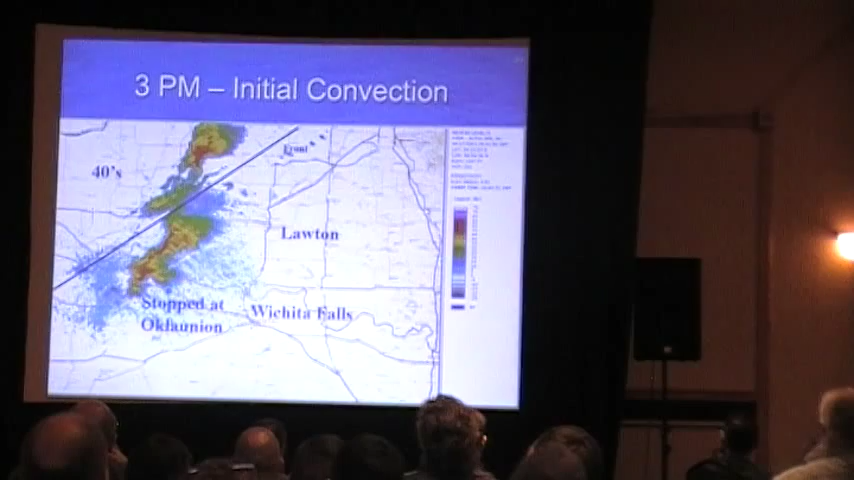 3 PM – Initial Convection
Front
40's
Lawton
Stopped at
Okfaunion
Wichita Falls